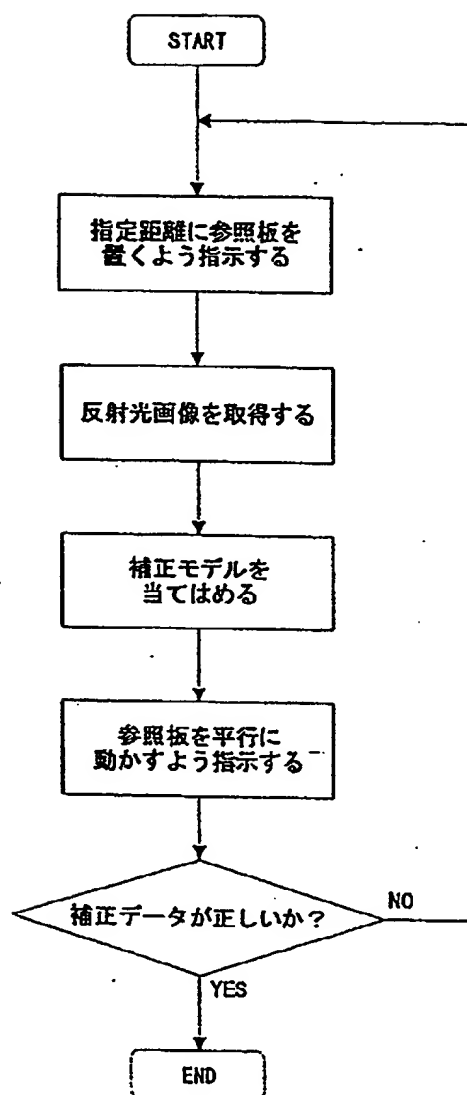 START
指定距離に参照板を
置くよう指示する
反射光画像を取得する
補正モデルを
当てはめる
参照板を平行に
動かすよう指示する
補正データが正しいか？
NO
YES
END